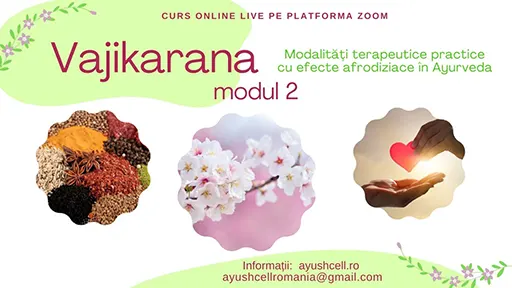 CURS ONLINE LIVE PE PLATFORMA ZOOM
Vajikarana
modul 2
Modalități terapeutice practice
cu efecte afrodiziace în Ayurveda
Informații: ayushcell.ro
ayushcellromania@gmail.com